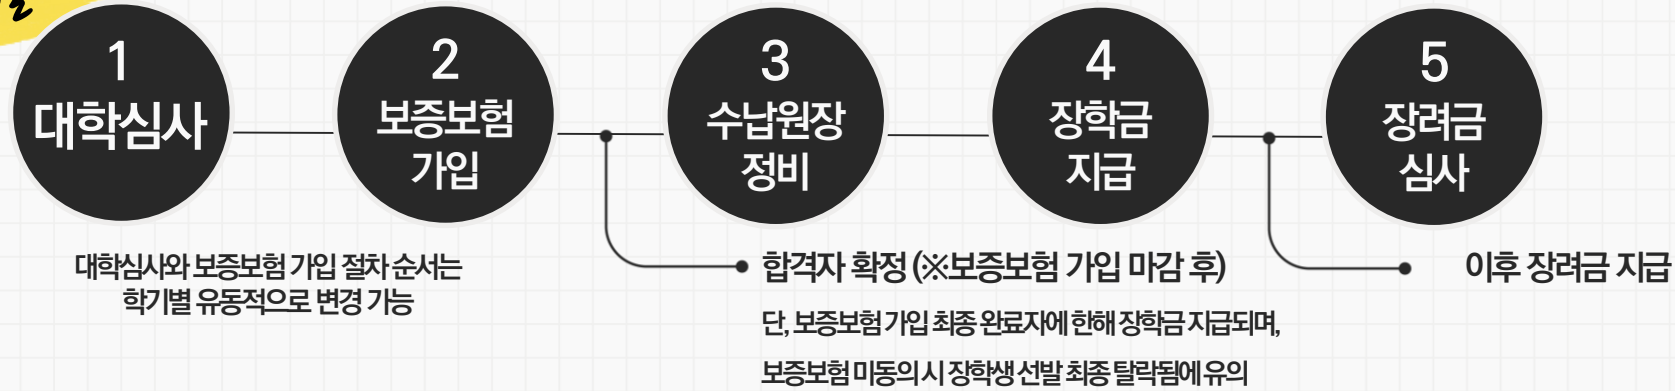 1
대학심사
2
보증보험
가입
3
수납원장
정비
4
장학금
지급
5
장려금
심사
대학심사와 보증보험 가입 절차 순서는
학기별 유동적으로 변경 가능
합격자 확정 (※보증보험 가입 마감 후)
단, 보증보험 가입 최종 완료자에 한해 장학금 지급되며,
보증보험 미동의 시 장학생 선발 최종 탈락됨에 유의
이후 장려금 지급